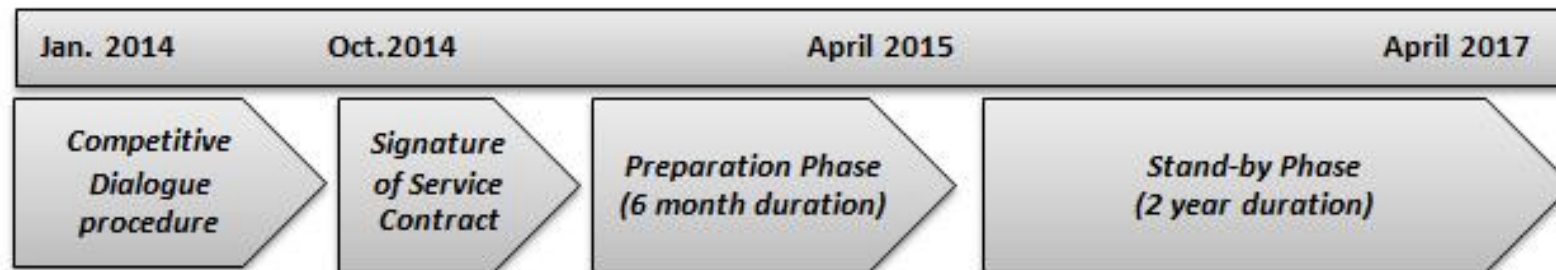 Jan. 2014 Oct.2014 April 2015 April 2017
Competitive
Dialogue
procedure
Signature
of Service
Contract
Preparation Phase
(6 month duration)
Stand-by Phase
(2 year duration)